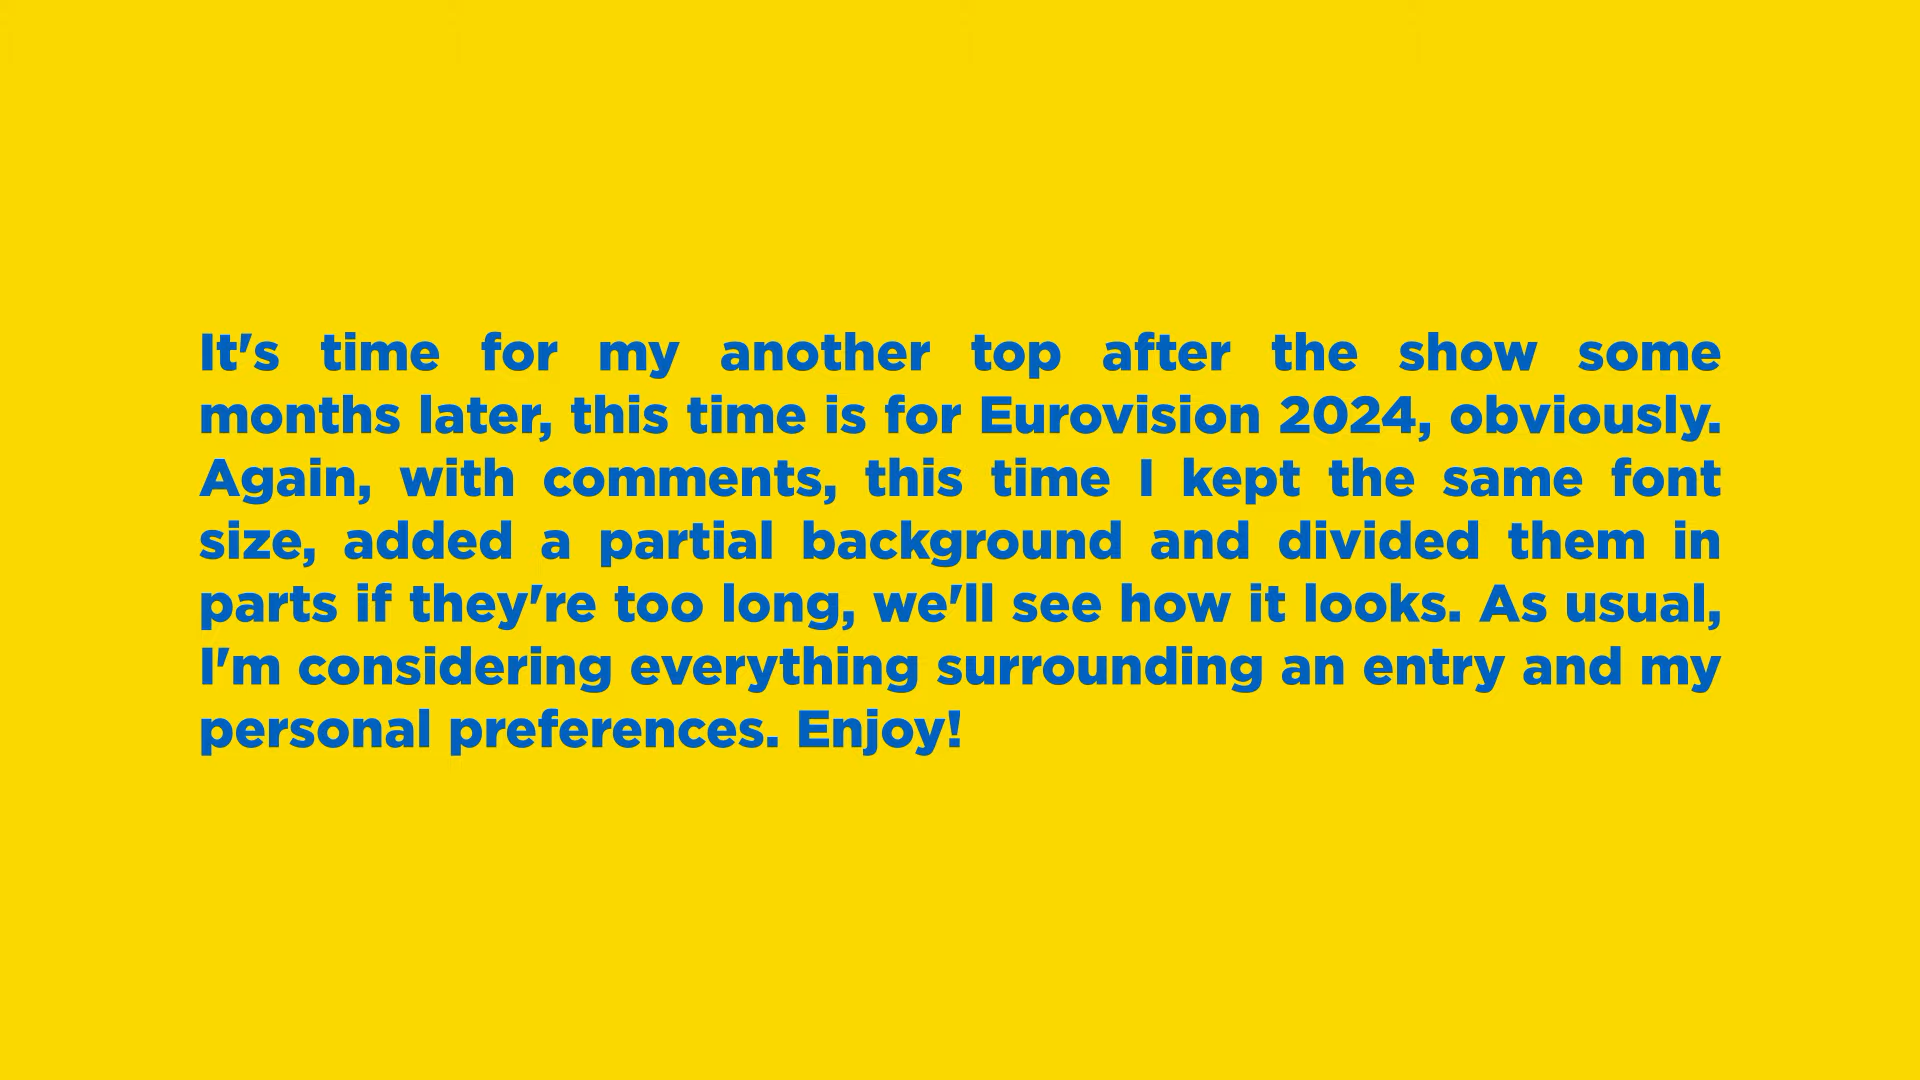 It's time for my another top after the show some
months later, this time is for Eurovision 2024, obviously.
Again, with comments, this time I kept the same font
size, added a partial background and divided them in
parts if they're too long, we'll see how it looks. As usual,
I'm considering everything surrounding an entry and my
personal preferences. Enjoy!